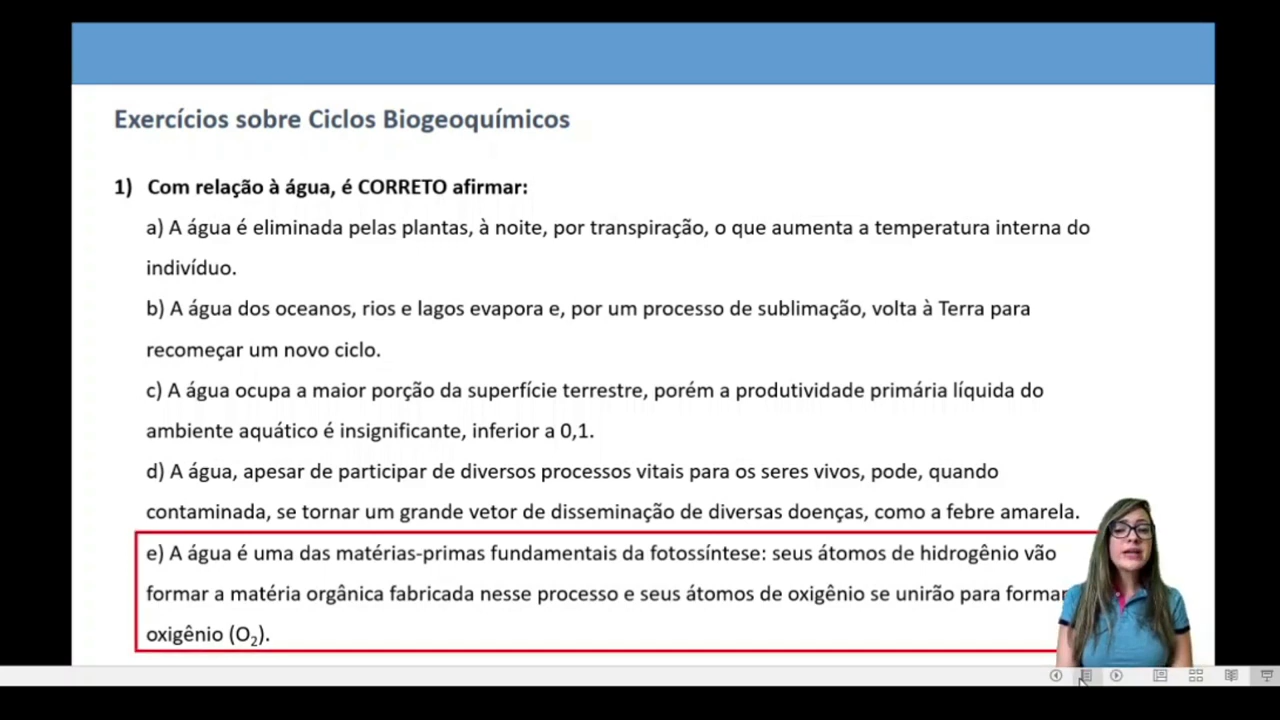 Exercícios sobre Ciclos Biogeoquímicos
1) Com relação à água, é CORRETO afirmar:
a) A água é eliminada pelas plantas, à noite, por transpiração, o que aumenta a temperatura interna do
indivíduo.
b) A água dos oceanos, rios e lagos evapora e, por um processo de sublimação, volta à Terra para
recomeçar um novo ciclo.
c) A água ocupa a maior porção da superfície terrestre, porém a produtividade primária líquida do
ambiente aquático é insignificante, inferior a 0,1.
d) A água, apesar de participar de diversos processos vitais para os seres vivos, pode, quando
contaminada, se tornar um grande vetor de disseminação de diversas doenças, como a febre amarela.
e) A água é uma das matérias-primas fundamentais da fotossíntese: seus átomos de hidrogênio vão
formar a matéria orgânica fabricada nesse processo e seus átomos de oxigênio se unirão para formar
oxigênio (O₂).